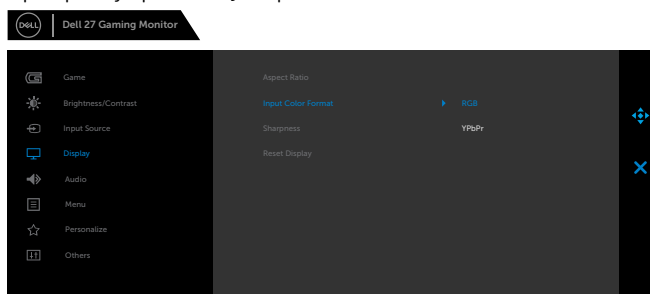 DELL
Dell 27 Gaming Monitor
Game
Aspect Ratio
Brightness/Contrast
Input Color Format
RGB
Input Source
Sharpness
YPbPr
Display
Reset Display
Audio
Menu
Personalize
Others